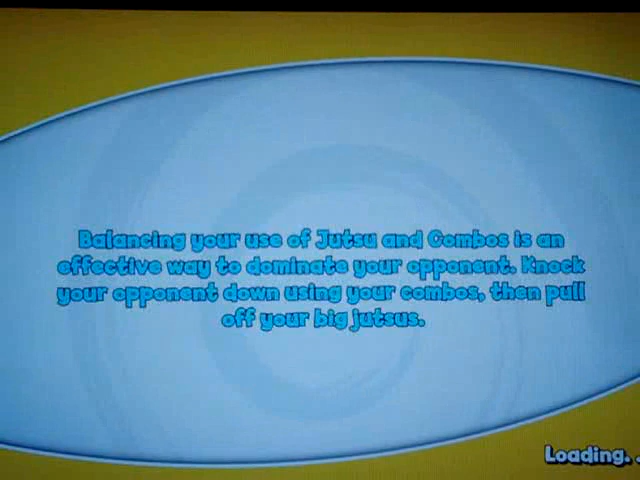 Balancing your use of Jutsu and Combos is an
effective way to dominate your opponent. Knock
your opponent down using your combos, then pull
off your big jutsus.
Loading. .